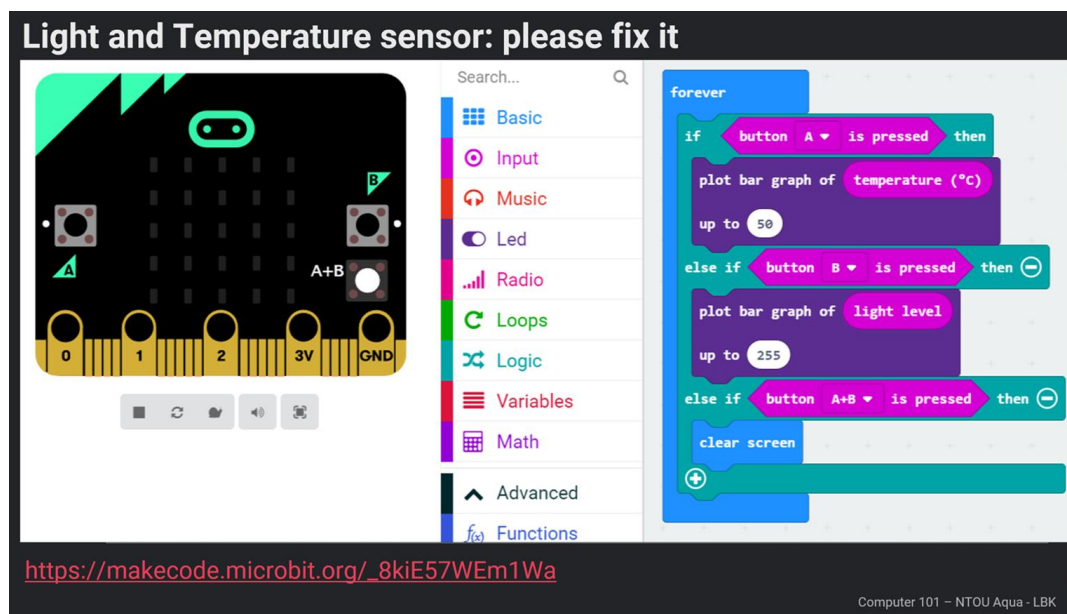 Light and Temperature sensor: please fix it
B
A
A+B
0
1
2
3V
GND
Search...
Basic
Input
Music
Led
Radio
Loops
Logic
Variables
Math
Advanced
f(x) Functions
forever
if button A is pressed then
plot bar graph of temperature (°C)
up to 50
else if button B is pressed then
plot bar graph of light level
up to 255
else if button A+B is pressed then
clear screen
https://makecode.microbit.org/_8kiE57WEm1Wa
Computer 101 – NTOU Aqua - LBK